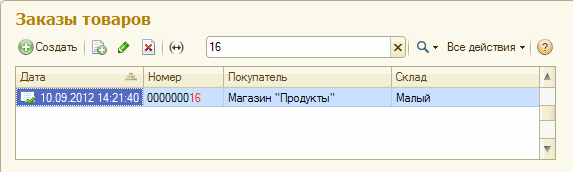 Заказы товаров
Создать 16 Все действия
Дата Номер Покупатель Склад
10.09.2012 14:21:40 000000016 Магазин "Продукты" Малый